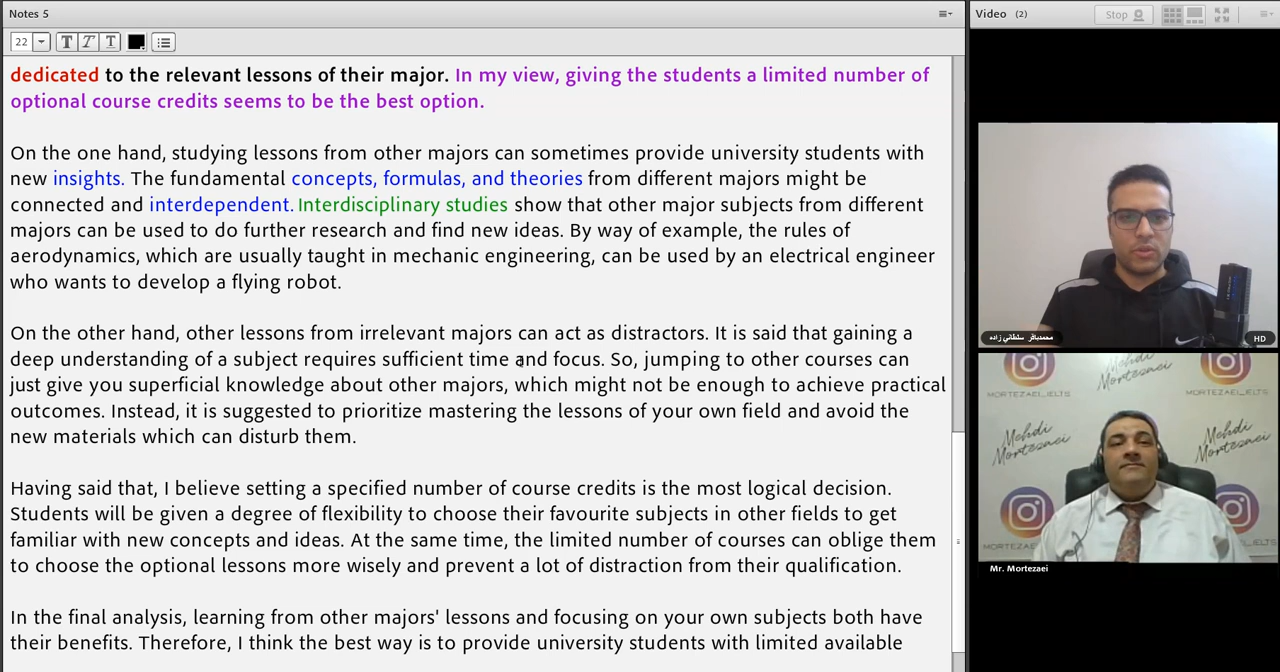 Notes 5
Video (2)
Stop
22
T T T
dedicated to the relevant lessons of their major. In my view, giving the students a limited number of
optional course credits seems to be the best option.
On the one hand, studying lessons from other majors can sometimes provide university students with
new insights. The fundamental concepts, formulas, and theories from different majors might be
connected and interdependent. Interdisciplinary studies show that other major subjects from different
majors can be used to do further research and find new ideas. By way of example, the rules of
aerodynamics, which are usually taught in mechanic engineering, can be used by an electrical engineer
who wants to develop a flying robot.
On the other hand, other lessons from irrelevant majors can act as distractors. It is said that gaining a
deep understanding of a subject requires sufficient time and focus. So, jumping to other courses can
just give you superficial knowledge about other majors, which might not be enough to achieve practical
outcomes. Instead, it is suggested to prioritize mastering the lessons of your own field and avoid the
new materials which can disturb them.
Having said that, I believe setting a specified number of course credits is the most logical decision.
Students will be given a degree of flexibility to choose their favourite subjects in other fields to get
familiar with new concepts and ideas. At the same time, the limited number of courses can oblige them
to choose the optional lessons more wisely and prevent a lot of distraction from their qualification.
In the final analysis, learning from other majors' lessons and focusing on your own subjects both have
their benefits. Therefore, I think the best way is to provide university students with limited available
محمدباقر سلطانی زاده
HD
MORTEZAEI_IELTS
Mehdi
Mortezaei
Mehdi
Mortezaei
Mr. Mortezaei